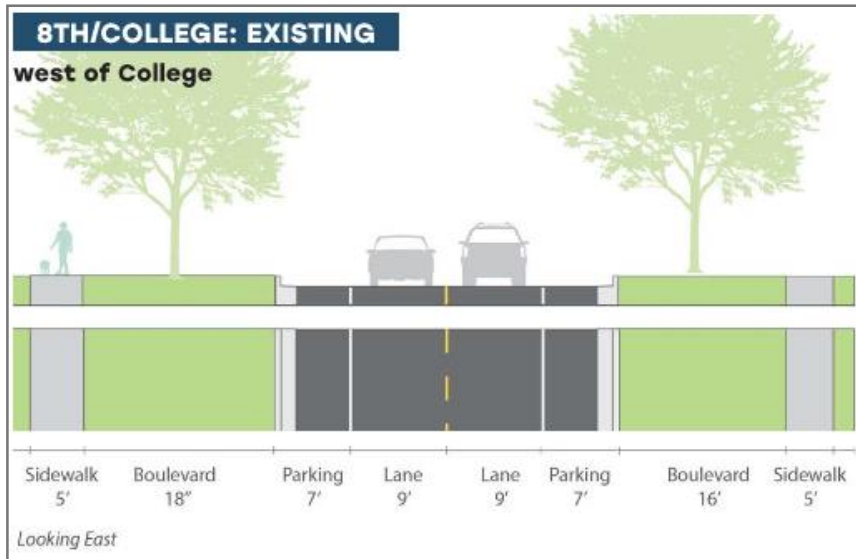 8TH/COLLEGE: EXISTING
west of College
Sidewalk Boulevard Parking Lane Lane Parking Boulevard Sidewalk
5' 18" 7' 9' 9' 7' 16' 5'
Looking East